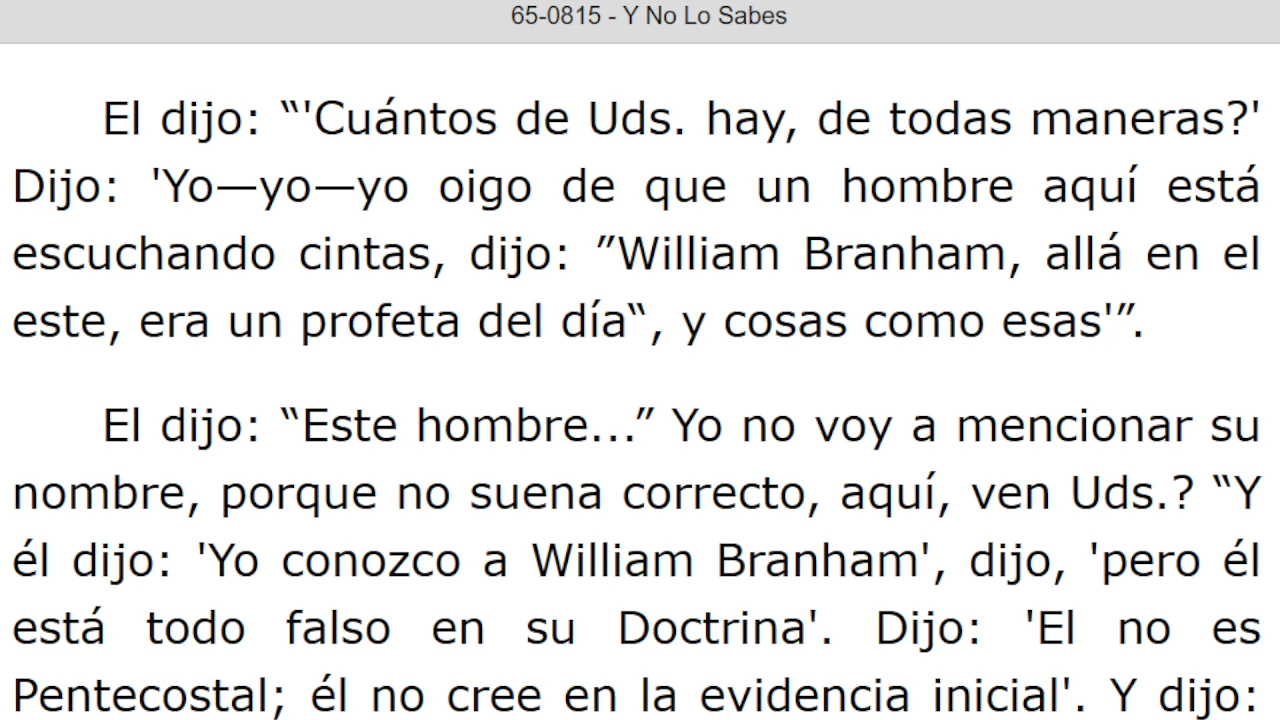 65-0815 - Y No Lo Sabes
El dijo: “'Cuántos de Uds. hay, de todas maneras?'
Dijo: 'Yo—yo—yo oigo de que un hombre aquí está
escuchando cintas, dijo: ”William Branham, allá en el
este, era un profeta del día“, y cosas como esas'”.
El dijo: “Este hombre...” Yo no voy a mencionar su
nombre, porque no suena correcto, aquí, ven Uds.? “Y
él dijo: 'Yo conozco a William Branham', dijo, 'pero él
está todo falso en su Doctrina'. Dijo: 'El no es
Pentecostal; él no cree en la evidencia inicial'. Y dijo: